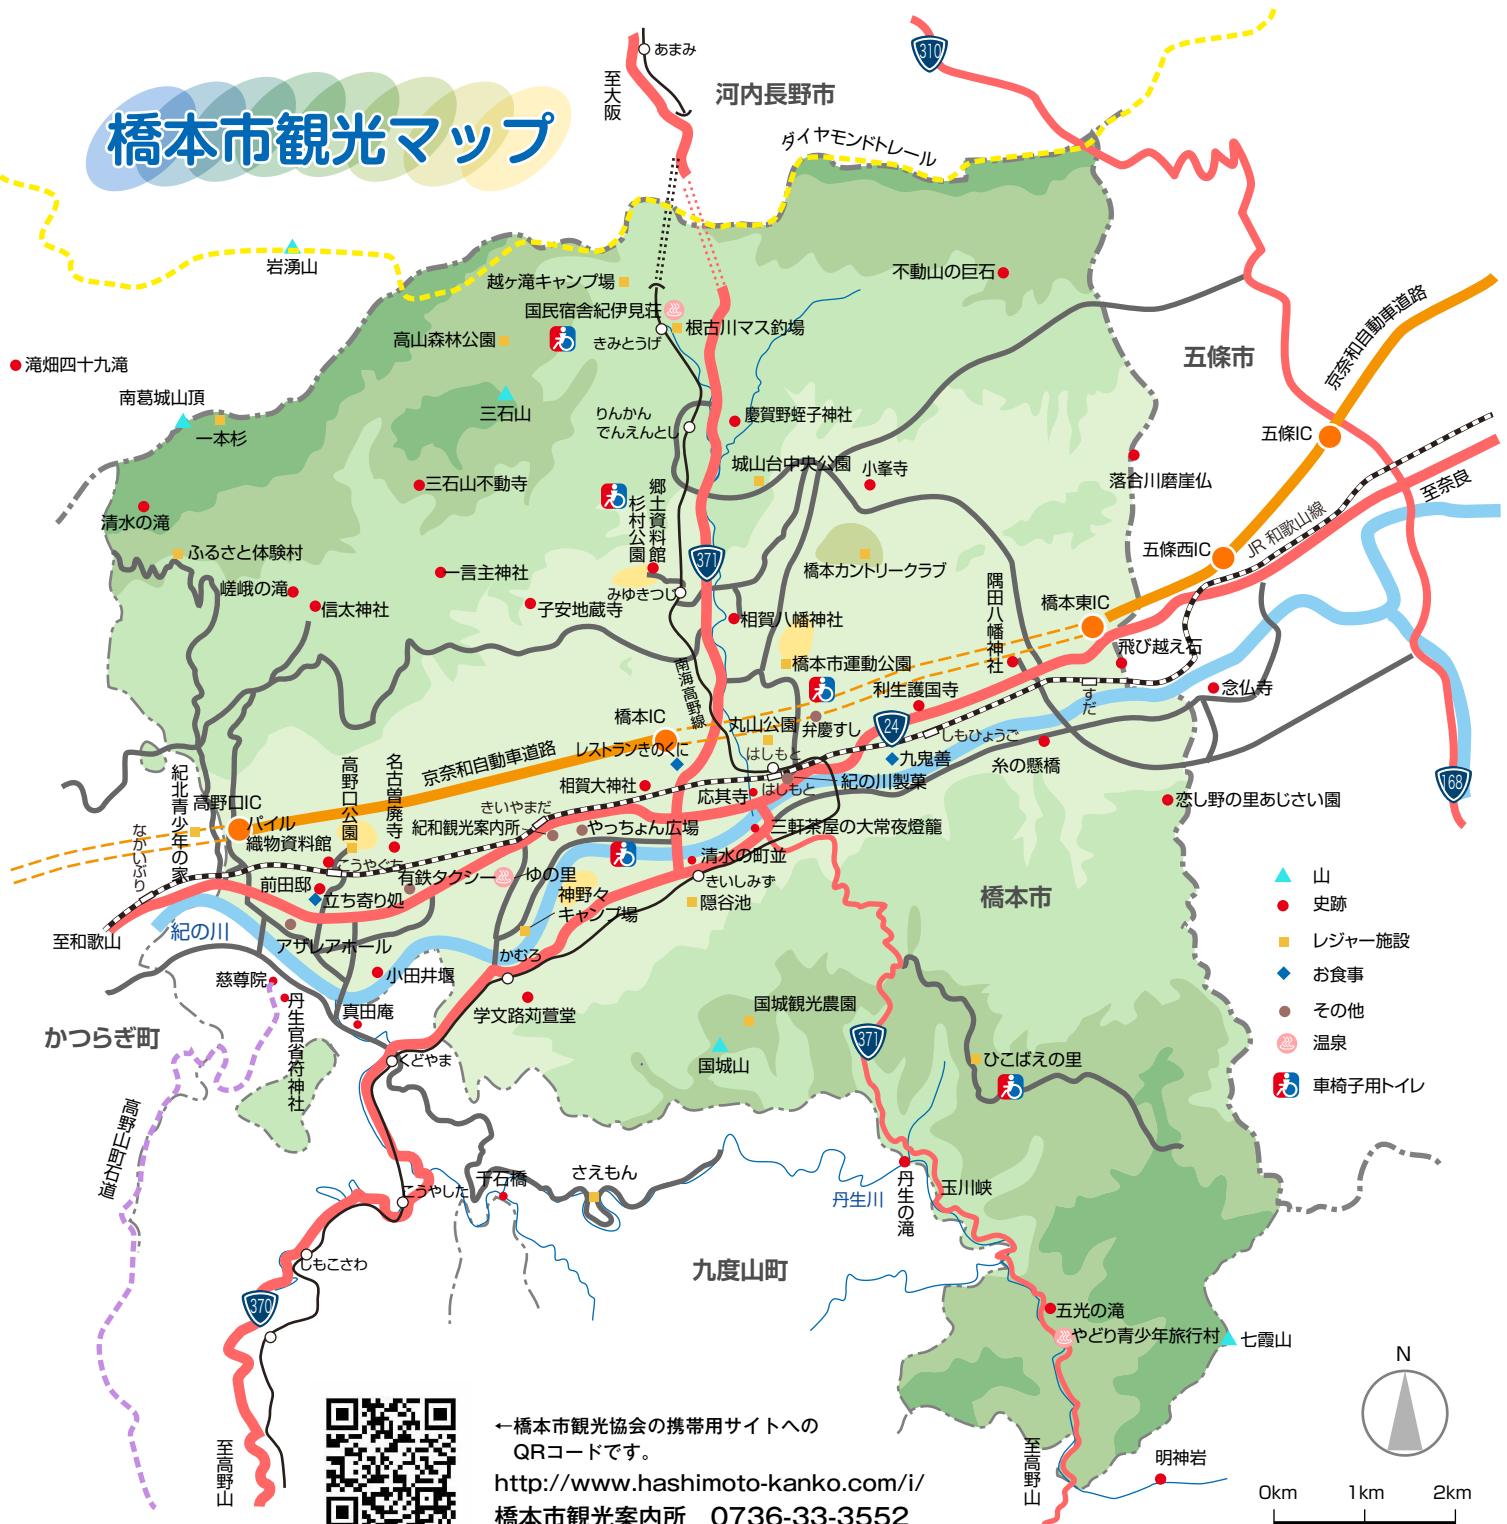 橋本市観光マップ
あまみ
至大阪
河内長野市
ダイヤモンドトレール
310
岩湧山
越ヶ滝キャンプ場
国民宿舎紀伊見荘
根古川マス釣場
きみとうげ
高山森林公園
不動山の巨石
五條市
京奈和自動車道路
滝畑四十九滝
南葛城山頂
一本杉
三石山
りんかん
でんえんとし
慶賀野蛭子神社
城山台中央公園
小峯寺
五條IC
落合川磨崖仏
至奈良
三石山不動寺
郷土資料館
杉村公園
清水の滝
ふるさと体験村
371
橋本カントリークラブ
五條西IC
JR 和歌山線
嵯峨の滝
信太神社
一言主神社
子安地蔵寺
みゆきつじ
相賀八幡神社
隅田八幡神社
橋本東IC
飛び越え石
南海高野線
橋本市運動公園
利生護国寺
すだ
念仏寺
橋本IC
レストランきのくに
丸山公園
弁慶すし
24
しもひょうご
糸の懸橋
京奈和自動車道路
はしもと
九鬼善
紀の川製菓
はしもと
相賀大神社
応其寺
恋し野の里あじさい園
168
紀北青少年の家
高野口IC
パイル
織物資料館
高野口公園
名古曽廃寺
きいやまだ
紀和観光案内所
やっちょん広場
三軒茶屋の大常夜燈籠
なかいぶり
こうやぐち
前田邸
立ち寄り処
有鉄タクシー
ゆの里
神野々
キャンプ場
清水の町並
きいしみず
隠谷池
橋本市
至和歌山
紀の川
アザレアホール
かむろ
小田井堰
慈尊院
丹生官省符神社
真田庵
学文路苅萱堂
国城観光農園
国城山
371
ひこばえの里
かつらぎ町
くどやま
高野山町石道
千石橋
さえもん
こうやした
丹生川
丹生の滝
玉川峡
しもこさわ
九度山町
370
五光の滝
やどり青少年旅行村
七霞山
至高野山
至高野山
明神岩
山
史跡
レジャー施設
お食事
その他
温泉
車椅子用トイレ
N
0km 1km 2km
←橋本市観光協会の携帯用サイトへの
QRコードです。
http://www.hashimoto-kanko.com/i/
橋本市観光案内所 0736-33-3552